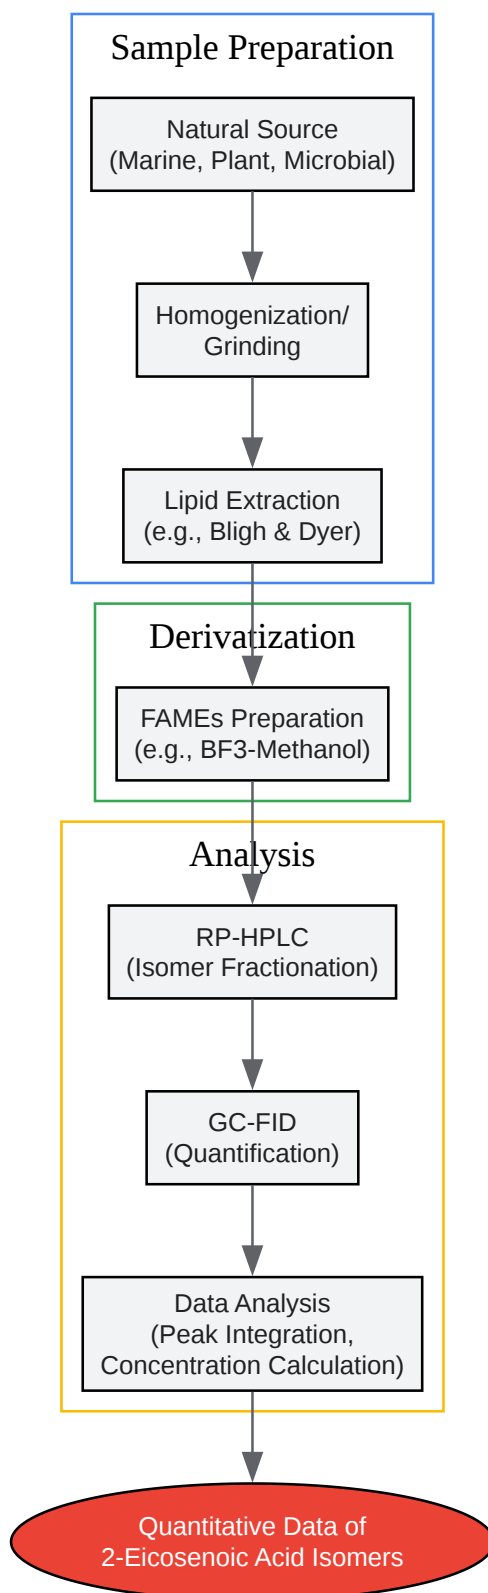 Sample Preparation
Natural Source
(Marine, Plant, Microbial)
Homogenization/
Grinding
Lipid Extraction
(e.g., Bligh & Dyer)
Derivatization
FAMEs Preparation
(e.g., BF3-Methanol)
Analysis
RP-HPLC
(Isomer Fractionation)
GC-FID
(Quantification)
Data Analysis
(Peak Integration,
Concentration Calculation)
Quantitative Data of
2-Eicosenoic Acid Isomers